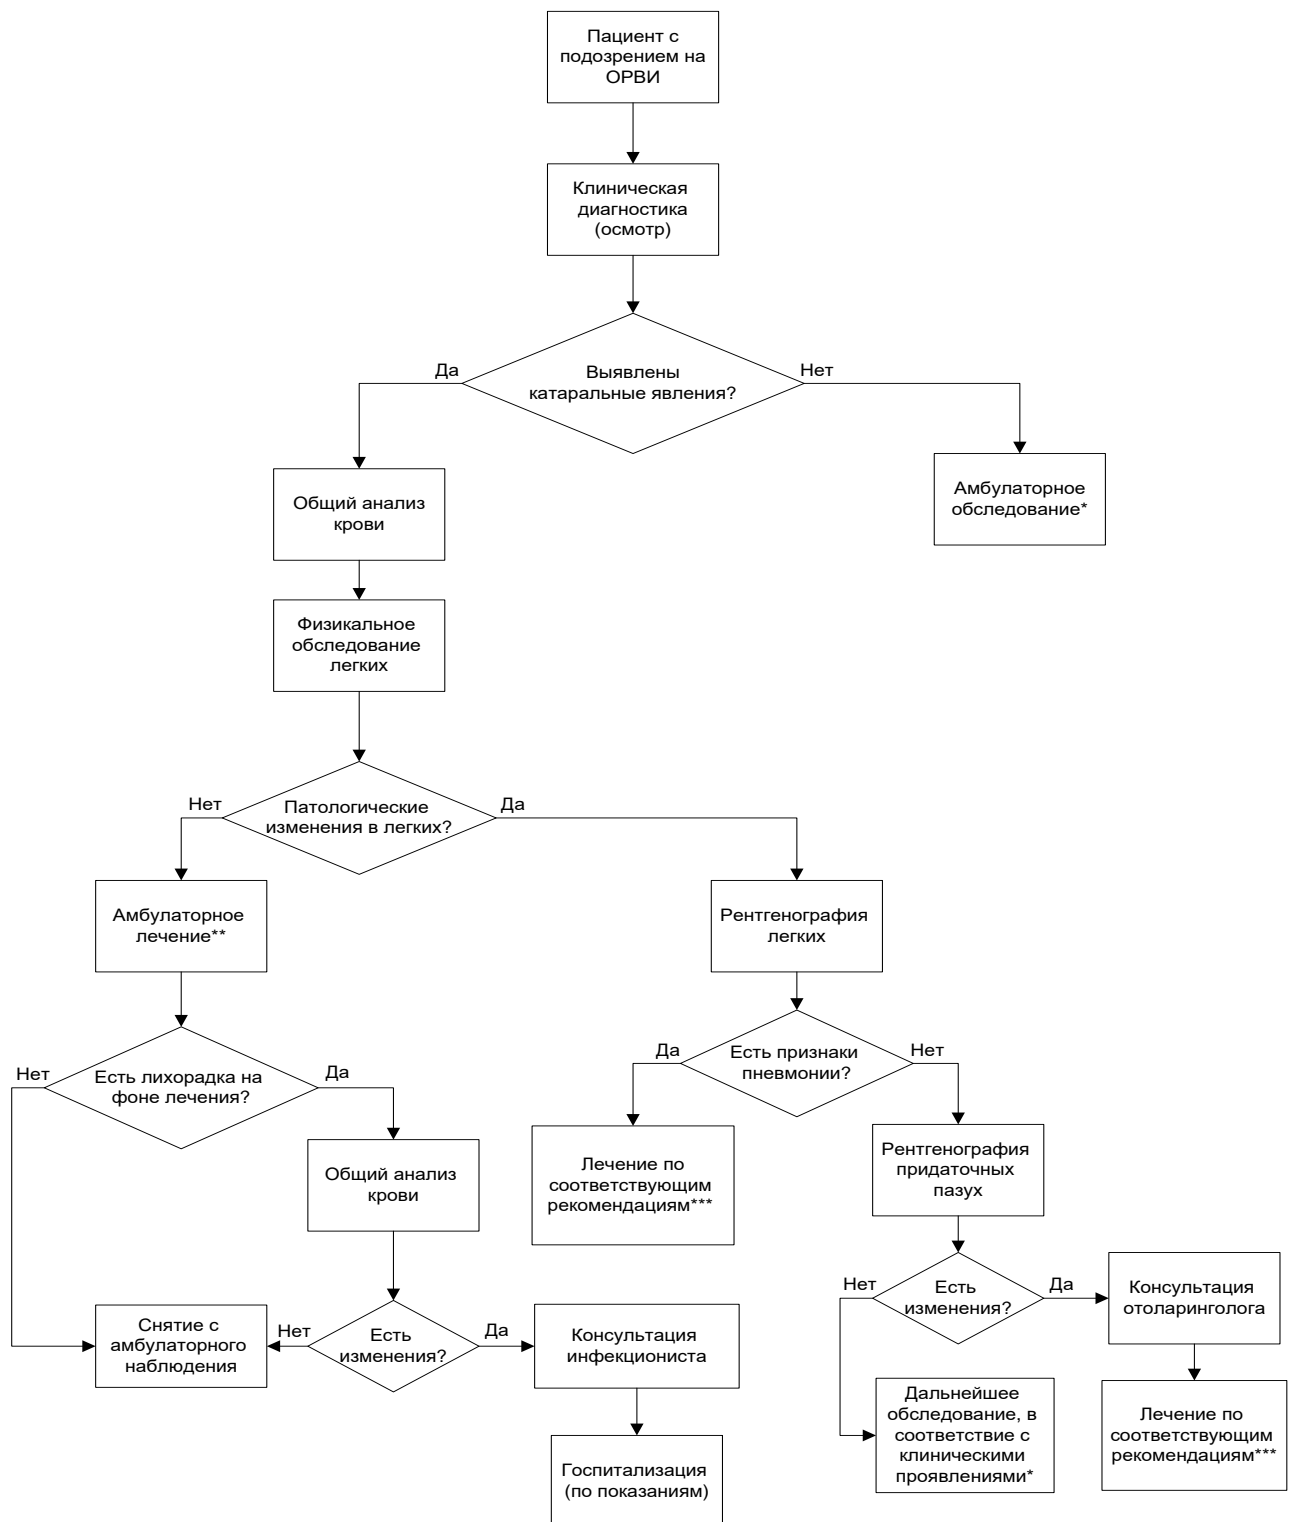 Пациент с
подозрением на
ОРВИ
Клиническая
диагностика
(осмотр)
Да
Выявлены
катаральные явления?
Нет
Общий анализ
крови
Амбулаторное
обследование*
Физикальное
обследование
легких
Нет
Патологические
изменения в легких?
Да
Амбулаторное
лечение**
Рентгенография
легких
Нет
Есть лихорадка на
фоне лечения?
Да
Да
Есть признаки
пневмонии?
Нет
Общий анализ
крови
Лечение по
соответствующим
рекомендациям***
Рентгенография
придаточных
пазух
Снятие с
амбулаторного
наблюдения
Нет
Есть
изменения?
Да
Консультация
инфекциониста
Нет
Есть
изменения?
Да
Консультация
отоларинголога
Госпитализация
(по показаниям)
Дальнейшее
обследование, в
соответствие с
клиническими
проявлениями*
Лечение по
соответствующим
рекомендациям***